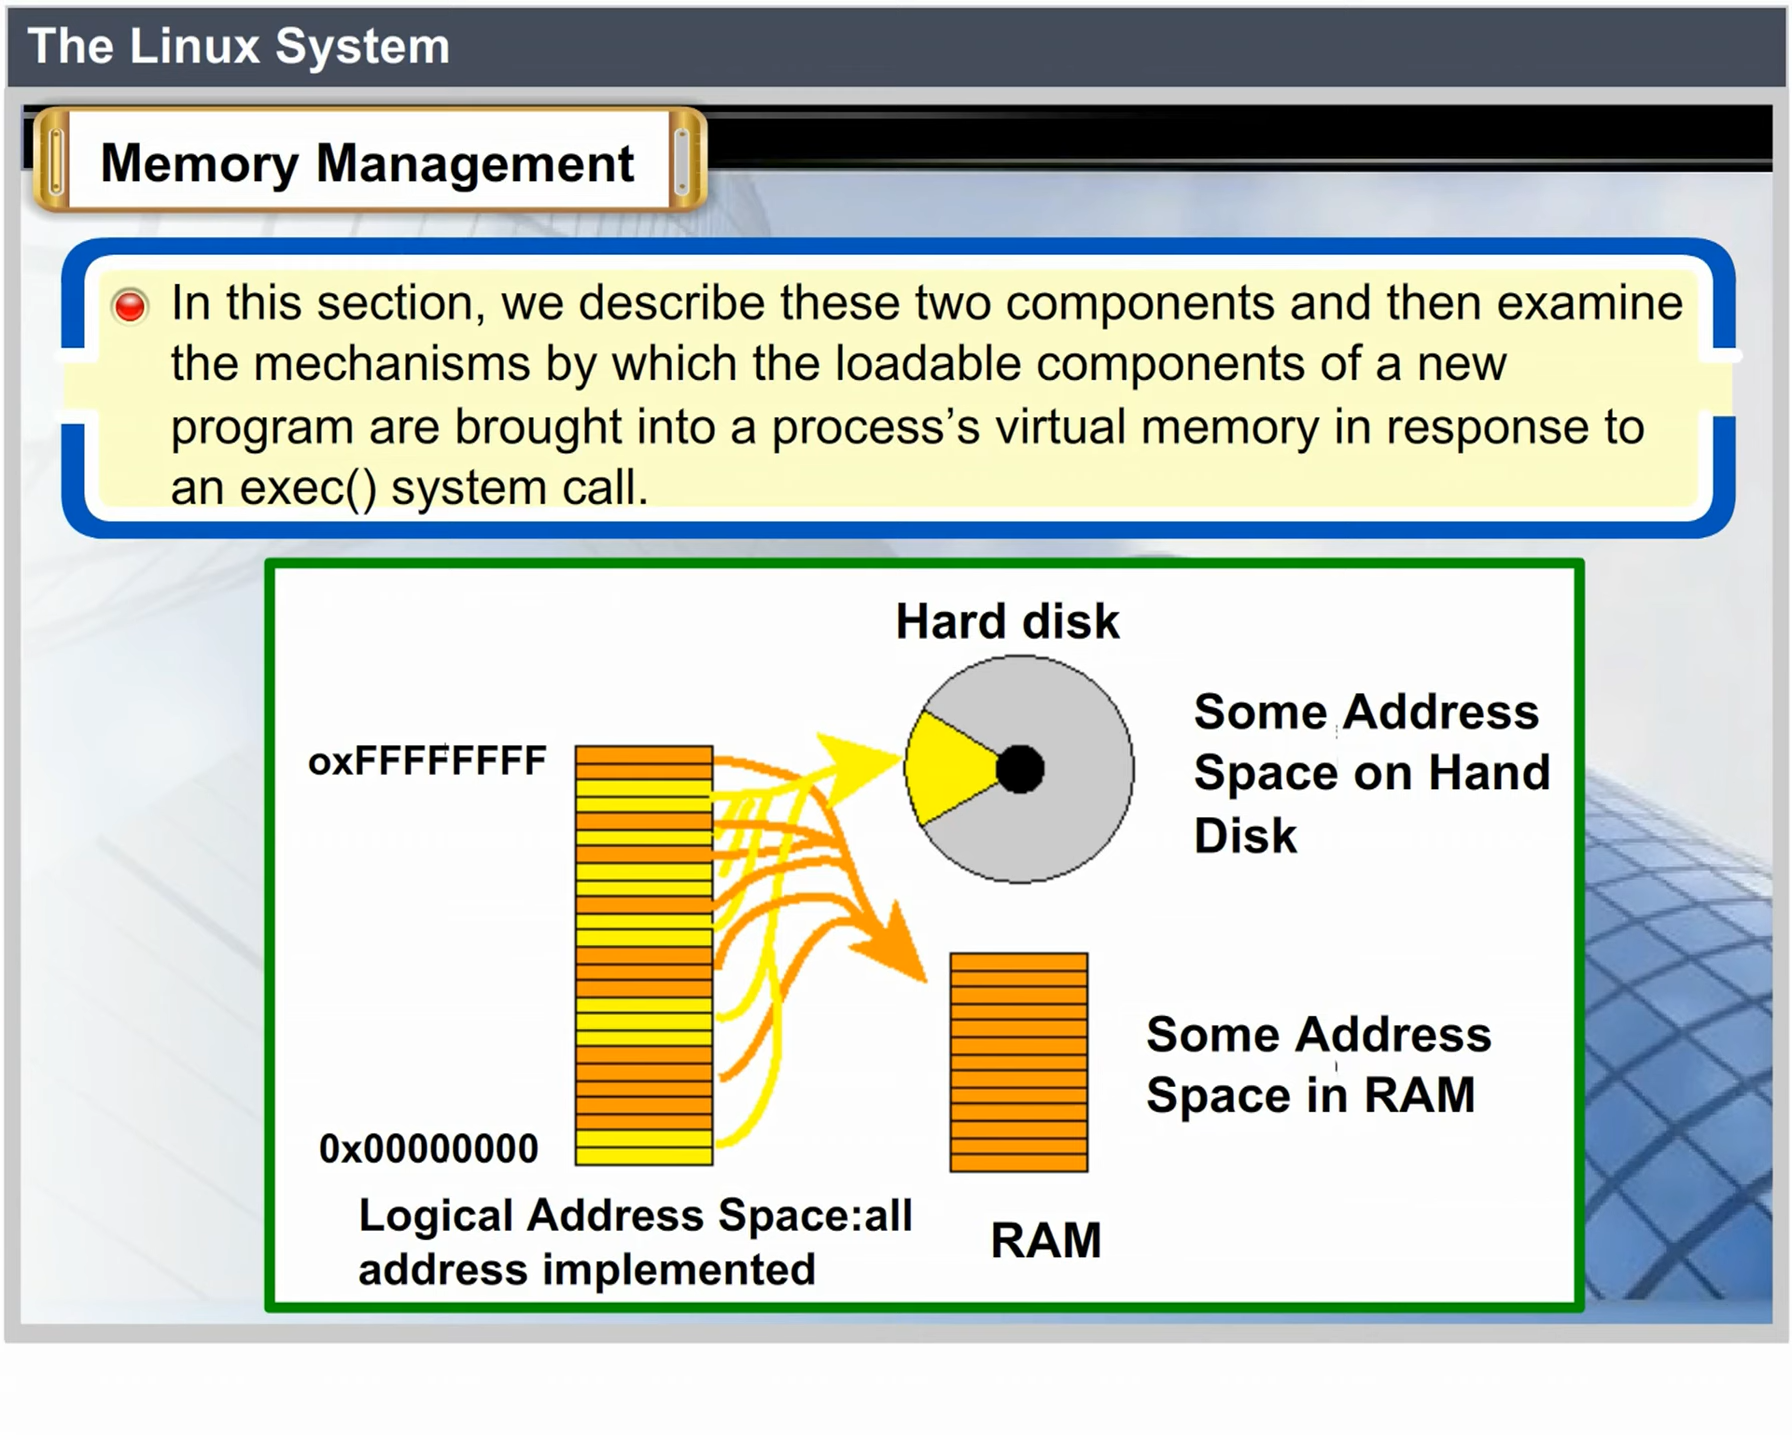 The Linux System
Memory Management
In this section, we describe these two components and then examine
the mechanisms by which the loadable components of a new
program are brought into a process’s virtual memory in response to
an exec() system call.
Hard disk
Some Address
Space on Hand
Disk
oxFFFFFFFF
Some Address
Space in RAM
0x00000000
Logical Address Space:all
address implemented
RAM